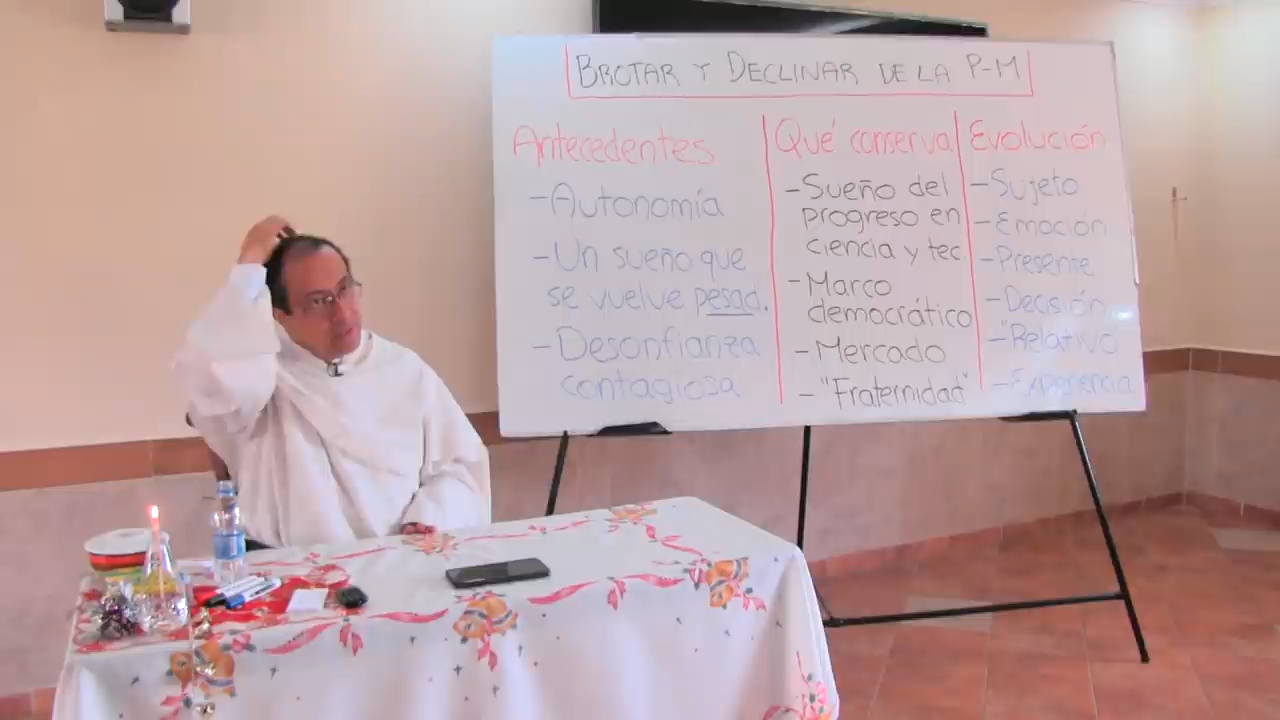 BROTAR Y DECLINAR DE LA P-M
Antecedentes
-Autonomía
-Un sueño que
se vuelve pesad.
-Desonfianza
contagiosa
Qué conserva
-Sueño del
progreso en
ciencia y tec.
-Marco
democrático
-Mercado
-"Fraternidad"
Evolución
-Sujeto
-Emoción
-Presente
-Decisión
-"Relativo
-Experiencia